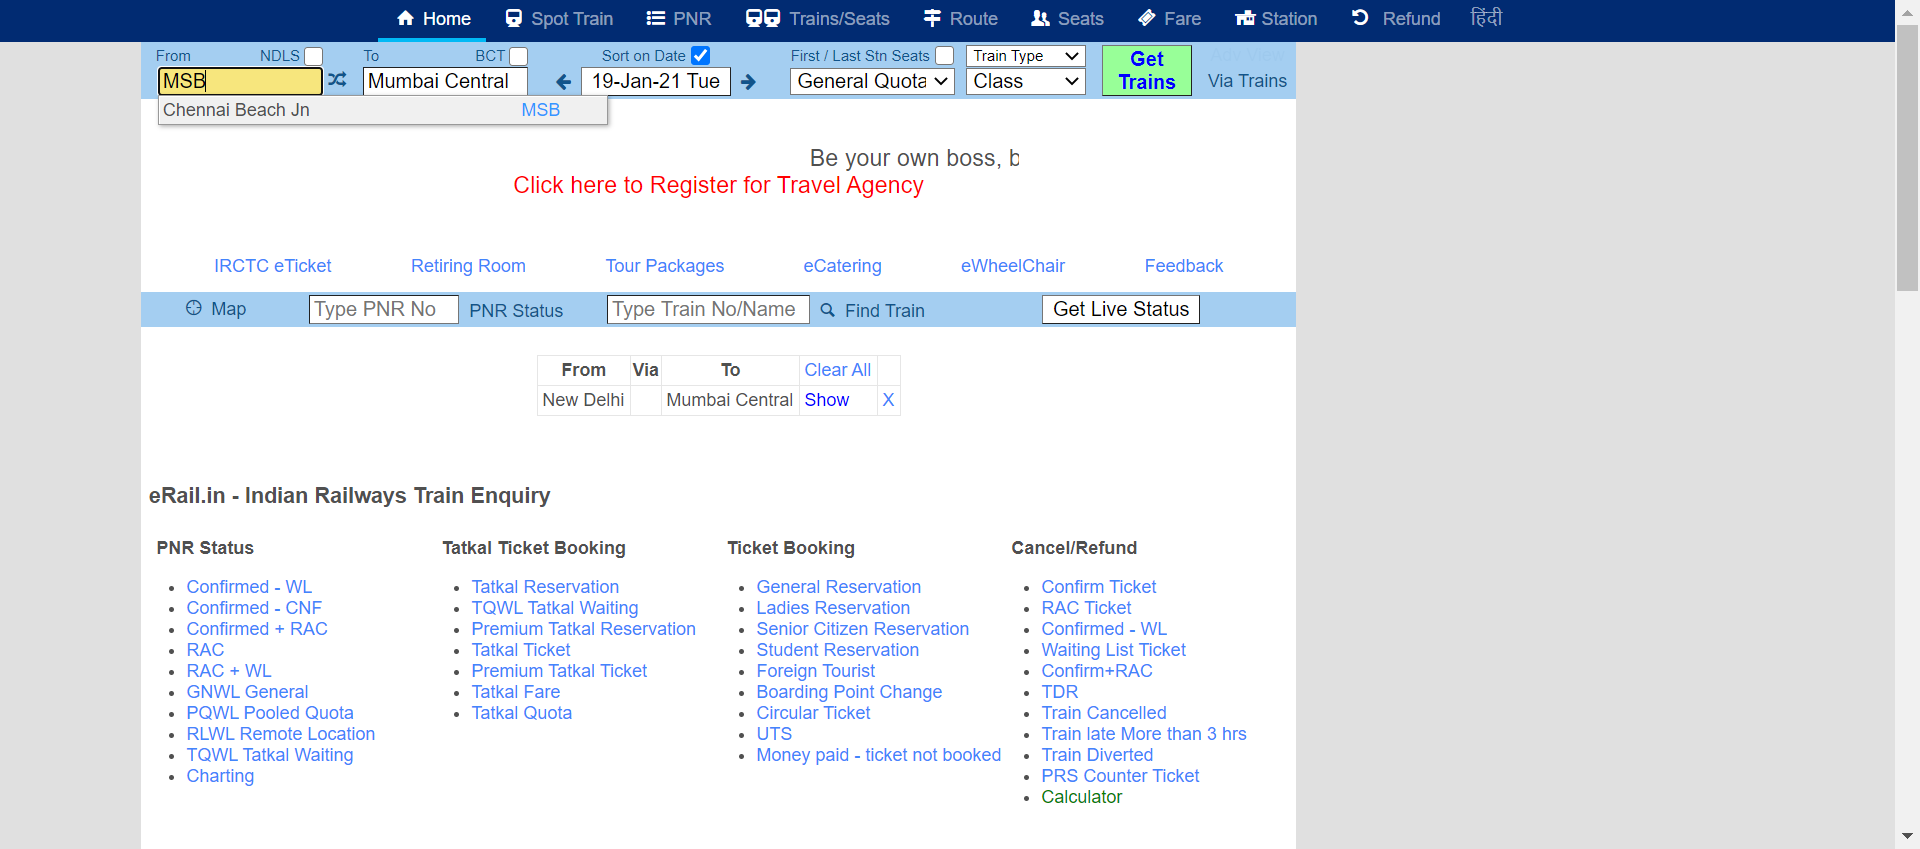 Home Spot Train PNR Trains/Seats Route Seats Fare Station Refund हिंदी
From NDLS To BCT Sort on Date First / Last Stn Seats Train Type Get Trains
MSB Mumbai Central 19-Jan-21 Tue General Quota Class Via Trains
Chennai Beach Jn MSB
Be your own boss, b
Click here to Register for Travel Agency
IRCTC eTicket Retiring Room Tour Packages eCatering eWheelChair Feedback
Map Type PNR No PNR Status Type Train No/Name Find Train Get Live Status
From Via To Clear All
New Delhi Mumbai Central Show X
eRail.in - Indian Railways Train Enquiry
PNR Status
Confirmed - WL
Confirmed - CNF
Confirmed + RAC
RAC
RAC + WL
GNWL General
PQWL Pooled Quota
RLWL Remote Location
TQWL Tatkal Waiting
Charting
Tatkal Ticket Booking
Tatkal Reservation
TQWL Tatkal Waiting
Premium Tatkal Reservation
Tatkal Ticket
Premium Tatkal Ticket
Tatkal Fare
Tatkal Quota
Ticket Booking
General Reservation
Ladies Reservation
Senior Citizen Reservation
Student Reservation
Foreign Tourist
Boarding Point Change
Circular Ticket
UTS
Money paid - ticket not booked
Cancel/Refund
Confirm Ticket
RAC Ticket
Confirmed - WL
Waiting List Ticket
Confirm+RAC
TDR
Train Cancelled
Train late More than 3 hrs
Train Diverted
PRS Counter Ticket
Calculator